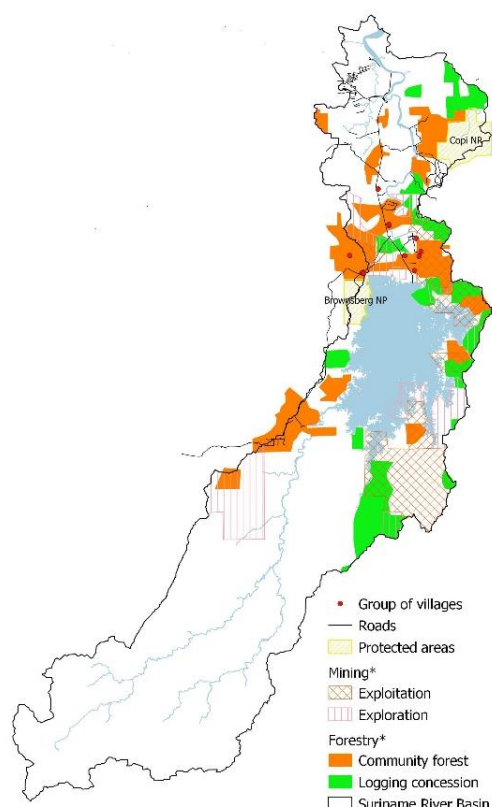 Copi NR
Brownsberg NP
Group of villages
Roads
Protected areas
Mining*
Exploitation
Exploration
Forestry*
Community forest
Logging concession
Suriname River Basin